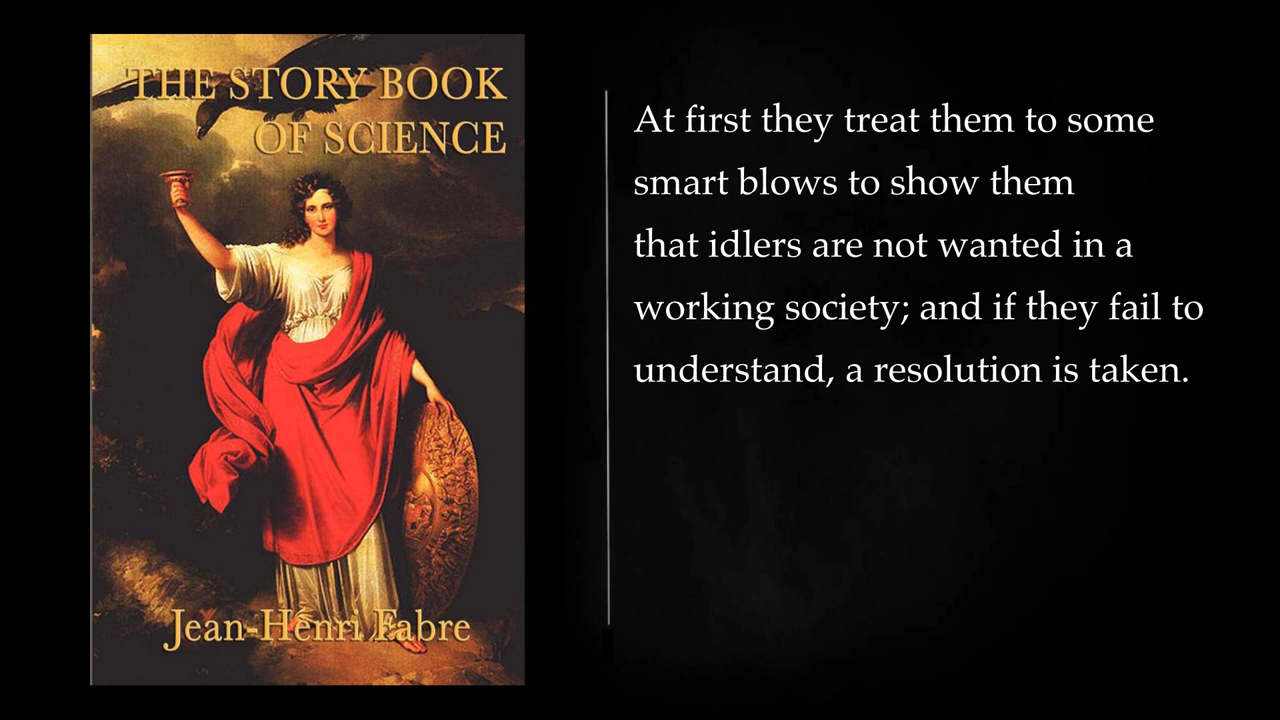 THE STORY BOOK
OF SCIENCE
Jean-Henri Fabre
At first they treat them to some
smart blows to show them
that idlers are not wanted in a
working society; and if they fail to
understand, a resolution is taken.